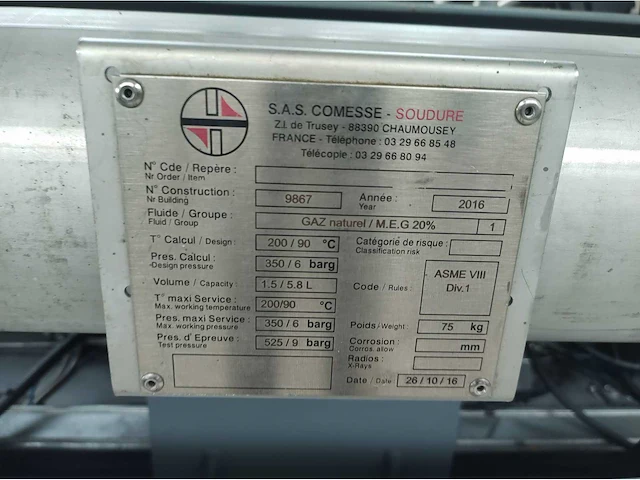 S.A.S. COMESSE - SOUDURE
Z.I. de Trusey - 88390 CHAUMOUSEY
FRANCE - Téléphone : 03 29 66 85 48
Télécopie : 03 29 66 80 94
N° Cde / Repère :
Nr Order / Item
N° Construction : 9867 Année : 2016
Nr Building Year
Fluide / Groupe : GAZ naturel / M.E.G 20% 1
Fluid / Group
T° Calcul / Design : 200 / 90 °C Catégorie de risque :
Classification risk
Pres. Calcul : 350 / 6 barg
-Design pressure
Volume / Capacity : 1.5 / 5.8 L Code / Rules : ASME VIII
Div.1
T° maxi Service : 200/90 °C
Max. working temperature
Pres. maxi Service : 350 / 6 barg Poids / Weight : 75 kg
Max. working pressure
Pres. d' Epreuve : 525 / 9 barg Corrosion : mm
Test pressure Corros. allow
Radios :
X-Rays
Date / Date 26 / 10 / 16